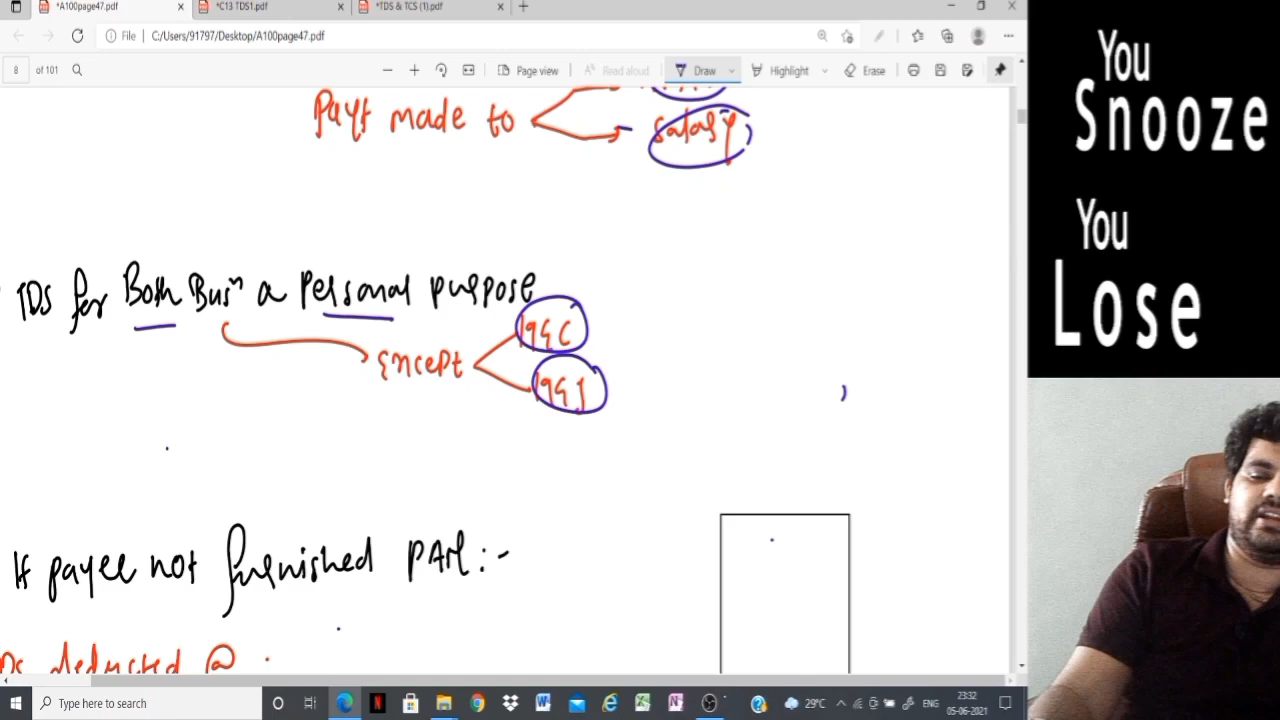 *A100page47.pdf
*C13 TDS1.pdf
*TDS & TCS (1).pdf
File
C:/Users/91797/Desktop/A100page47.pdf
8 of 101
Page view
Read aloud
Draw
Highlight
Erase
Payt made to
salary
TDS for Both Busn & Personal purpose
Except
194C
194J
If payee not furnished PAN:-
deducted @
You
Snooze
You
Lose
Type here to search
29°C
ENG
23:32
05-06-2021